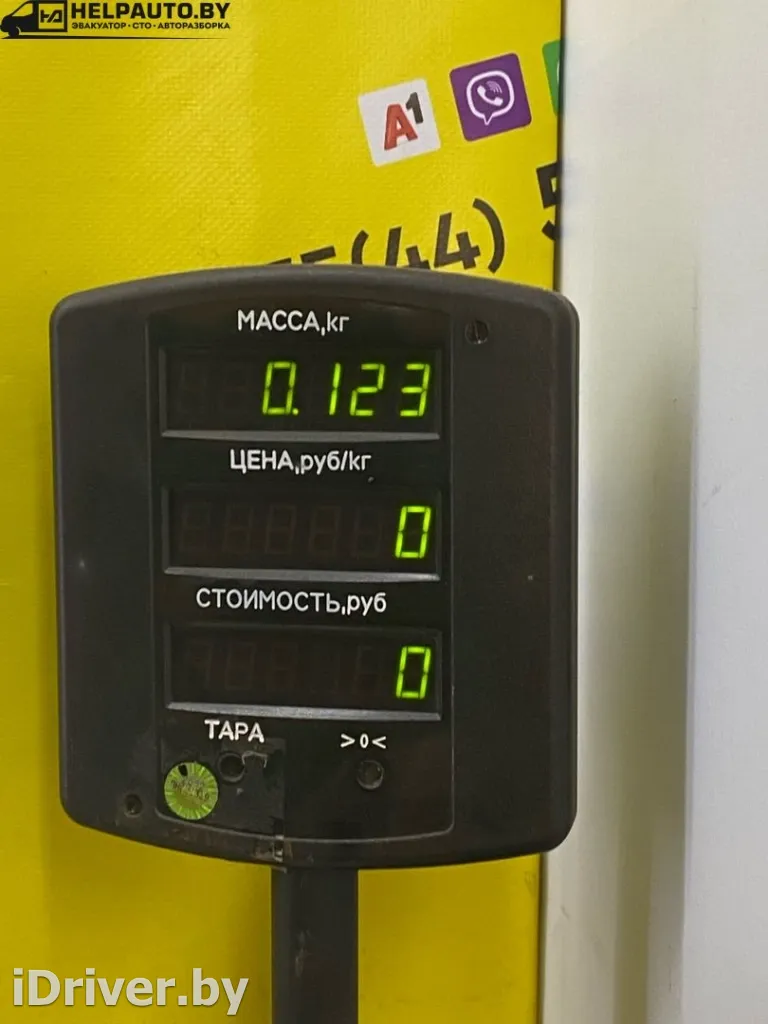 HELPAUTO.BY
ЭВАКУАТОР • СТО • АВТОРАЗБОРКА
A1
(44) 5
МАССА,кг
0.123
ЦЕНА,руб/кг
0
СТОИМОСТЬ,руб
0
ТАРА >0<
iDriver.by